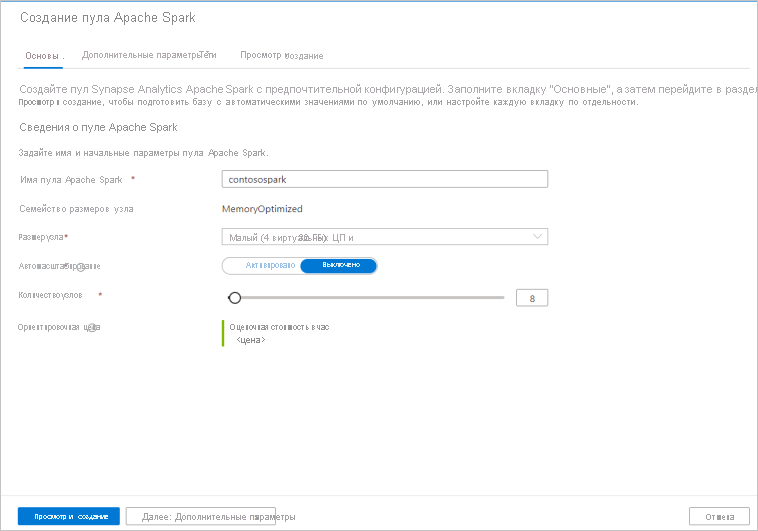 Создание пула Apache Spark
Основы . Дополнительные параметры Теги Просмотр и создание
Создайте пул Synapse Analytics Apache Spark с предпочтительной конфигурацией. Заполните вкладку "Основные", а затем перейдите в раздел
Просмотр и создание, чтобы подготовить базу с автоматическими значениями по умолчанию, или настройте каждую вкладку по отдельности.
Сведения о пуле Apache Spark
Задайте имя и начальные параметры пула Apache Spark.
Имя пула Apache Spark * contosospark
Семейство размеров узла MemoryOptimized
Размер узла * Малый (4 виртуальных ЦП и 32 ГБ)
Автомасштабирование * Активировано Выключено
Количество узлов * 8
Ориентировочная цена Оценочная стоимость в час
<цена>
Просмотр и создание Далее: Дополнительные параметры Отмена